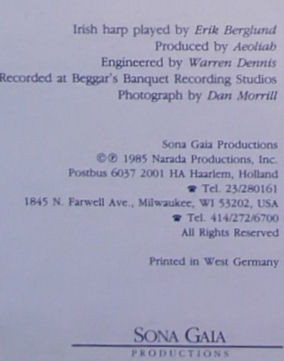 Irish harp played by Erik Berglund
Produced by Aeoliah
Engineered by Warren Dennis
Recorded at Beggar's Banquet Recording Studios
Photograph by Dan Morrill
Sona Gaia Productions
©℗ 1985 Narada Productions, Inc.
Postbus 6037 2001 HA Haarlem, Holland
☎ Tel. 23/280161
1845 N. Farwell Ave., Milwaukee, WI 53202, USA
☎ Tel. 414/272/6700
All Rights Reserved
Printed in West Germany
SONA GAIA
PRODUCTIONS